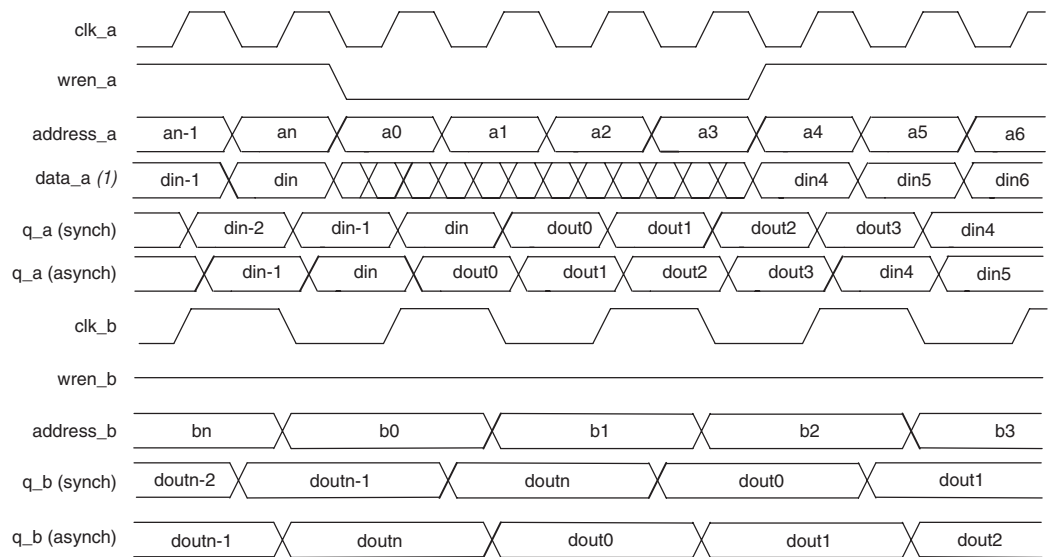 clk_a
wren_a
address_a an-1 an a0 a1 a2 a3 a4 a5 a6
data_a (1) din-1 din din4 din5 din6
q_a (synch) din-2 din-1 din dout0 dout1 dout2 dout3 din4
q_a (asynch) din-1 din dout0 dout1 dout2 dout3 din4 din5
clk_b
wren_b
address_b bn b0 b1 b2 b3
q_b (synch) doutn-2 doutn-1 doutn dout0 dout1
q_b (asynch) doutn-1 doutn dout0 dout1 dout2